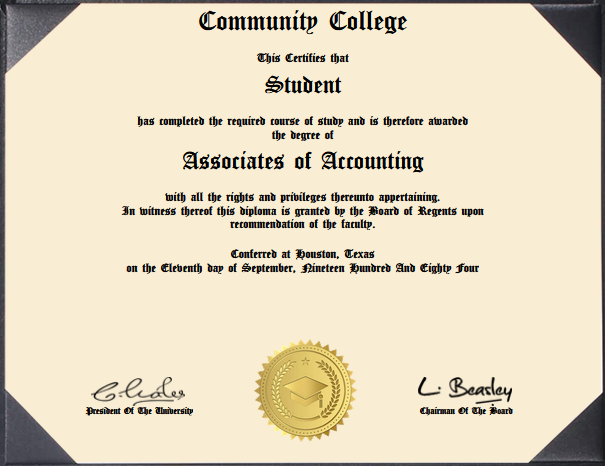 Community College
This Certifies that
Student
has completed the required course of study and is therefore awarded
the degree of
Associates of Accounting
with all the rights and privileges thereunto appertaining.
In witness thereof this diploma is granted by the Board of Regents upon
recommendation of the faculty.
Conferred at Houston, Texas
on the Eleventh day of September, Nineteen Hundred And Eighty Four
L. Beasley
President Of The University
Chairman Of The Board